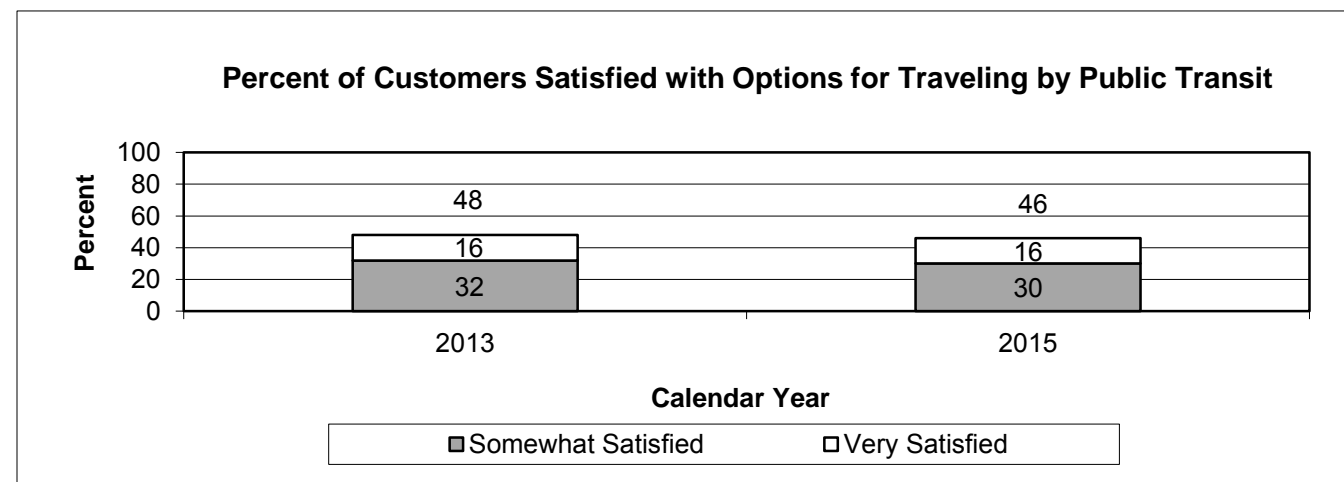 Percent of Customers Satisfied with Options for Traveling by Public Transit
Percent
100
80
60
40
20
0
48
16
32
46
16
30
2013
2015
Calendar Year
Somewhat Satisfied
Very Satisfied